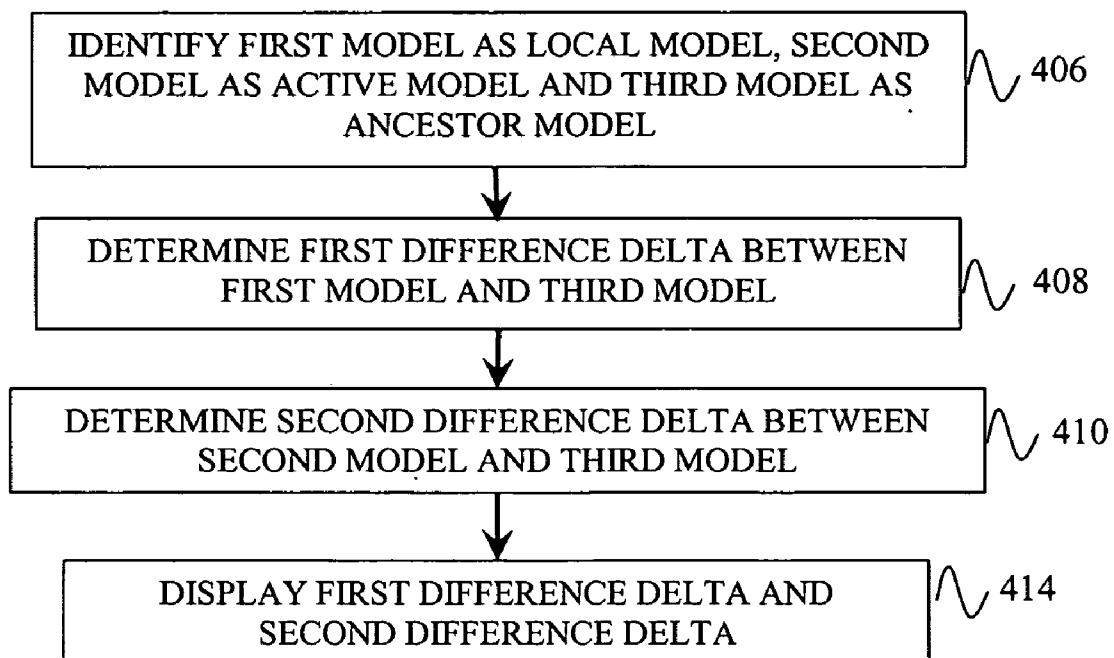 IDENTIFY FIRST MODEL AS LOCAL MODEL, SECOND
MODEL AS ACTIVE MODEL AND THIRD MODEL AS
ANCESTOR MODEL
406
DETERMINE FIRST DIFFERENCE DELTA BETWEEN
FIRST MODEL AND THIRD MODEL
408
DETERMINE SECOND DIFFERENCE DELTA BETWEEN
SECOND MODEL AND THIRD MODEL
410
DISPLAY FIRST DIFFERENCE DELTA AND
SECOND DIFFERENCE DELTA
414